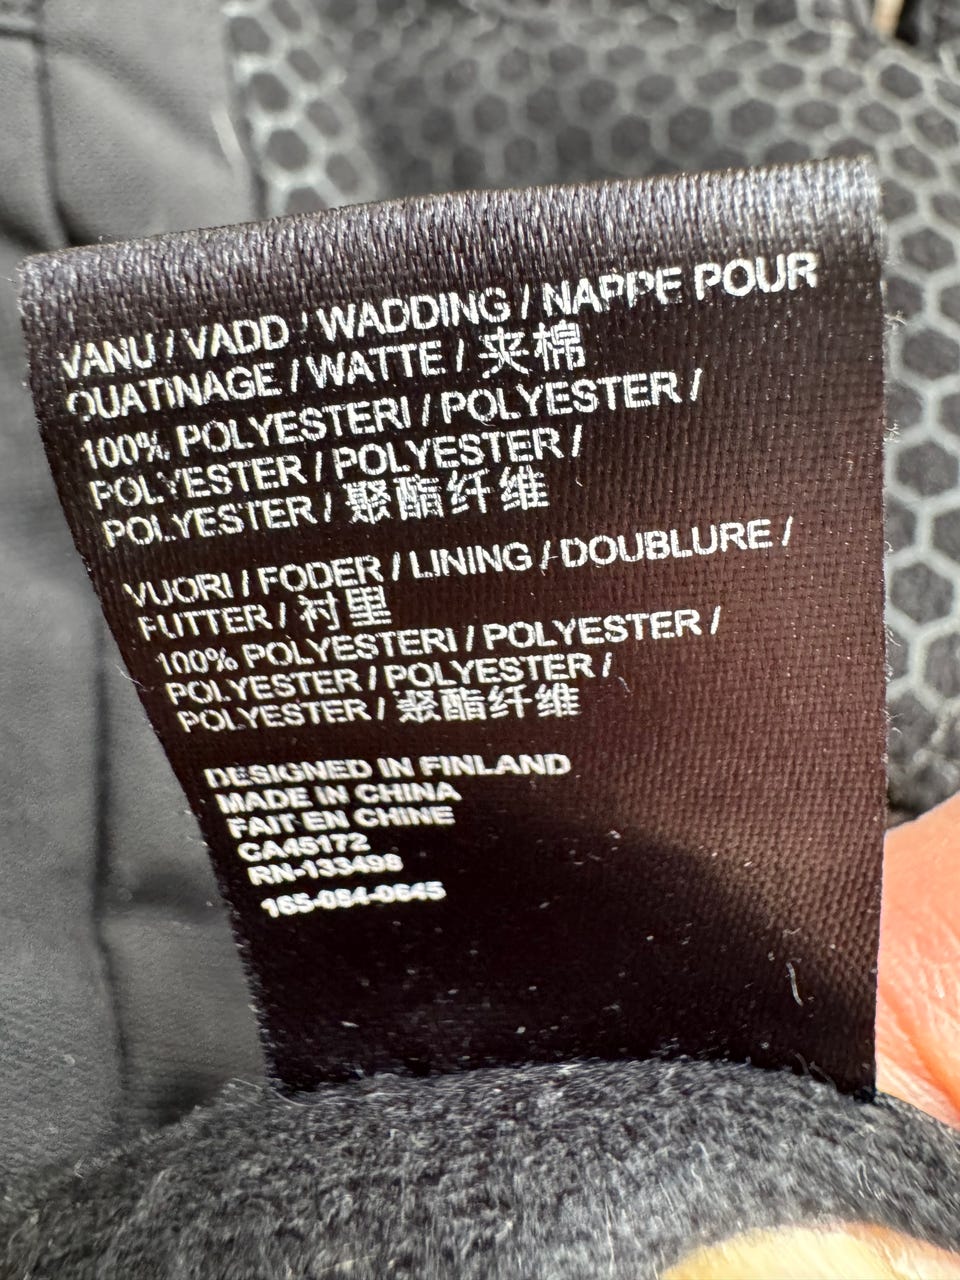 VANU / VADD / WADDING / NAPPE POUR
OUATINAGE / WATTE / 夹棉
100% POLYESTERI / POLYESTER /
POLYESTER / POLYESTER /
POLYESTER / 聚酯纤维
VUORI / FODER / LINING / DOUBLURE /
FUTTER / 衬里
100% POLYESTERI / POLYESTER /
POLYESTER / POLYESTER /
POLYESTER / 聚酯纤维
DESIGNED IN FINLAND
MADE IN CHINA
FAIT EN CHINE
CA45172
RN-133498
165-084-0645